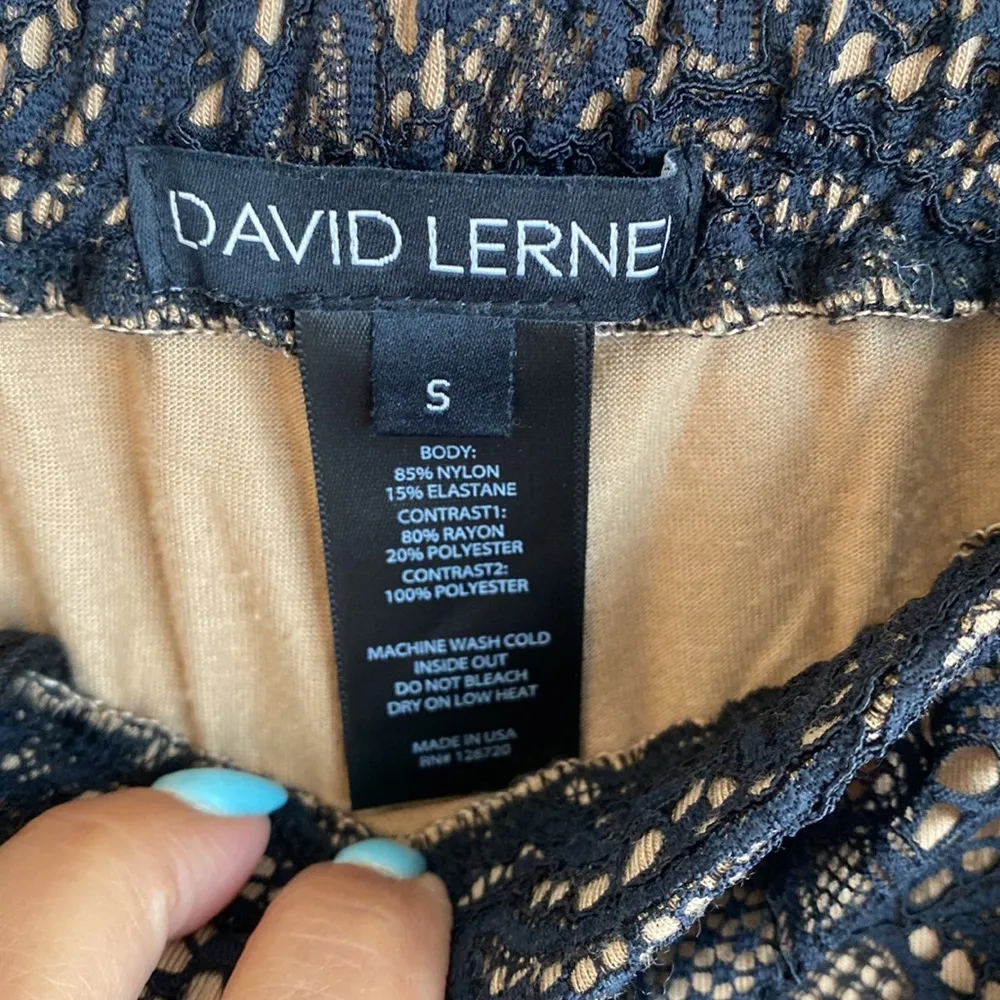 DAVID LERNE
S
BODY:
85% NYLON
15% ELASTANE
CONTRAST1:
80% RAYON
20% POLYESTER
CONTRAST2:
100% POLYESTER
MACHINE WASH COLD
INSIDE OUT
DO NOT BLEACH
DRY ON LOW HEAT
MADE IN USA
RN# 128720